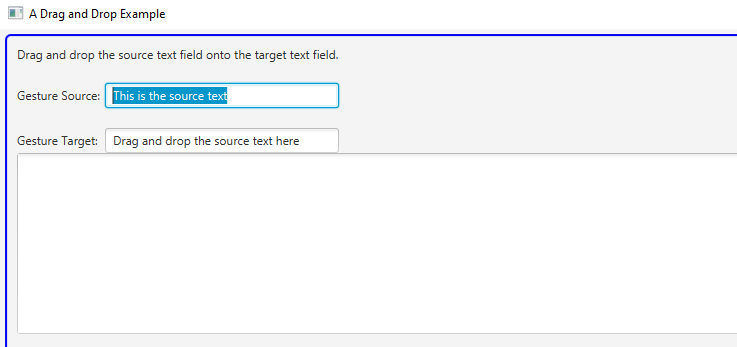 A Drag and Drop Example
Drag and drop the source text field onto the target text field.
Gesture Source: This is the source text
Gesture Target: Drag and drop the source text here